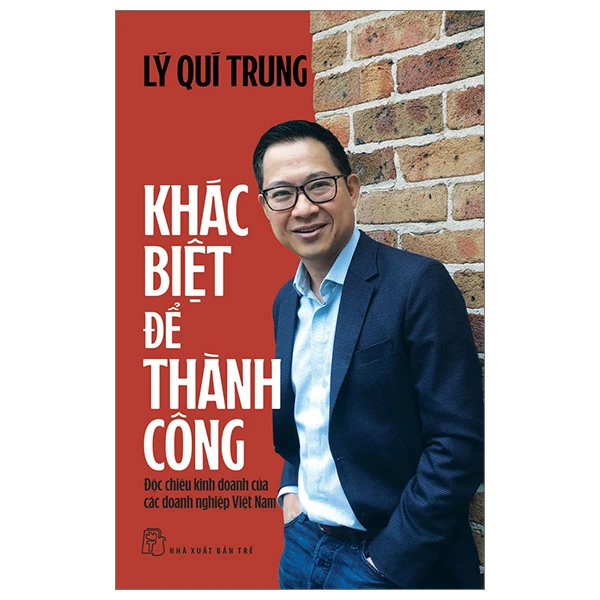 LÝ QUÍ TRUNG
KHÁC
BIỆT
ĐỂ
THÀNH
CÔNG
Độc chiêu kinh doanh của
các doanh nghiệp Việt Nam
NHÀ XUẤT BẢN TRẺ